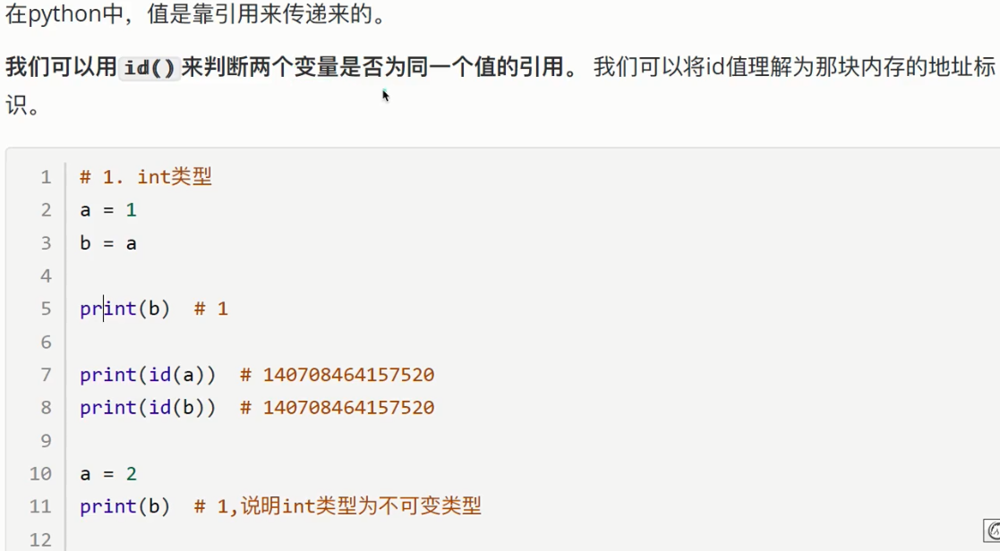 在python中，值是靠引用来传递来的。
我们可以用id()来判断两个变量是否为同一个值的引用。 我们可以将id值理解为那块内存的地址标
识。
1 # 1. int类型
2 a = 1
3 b = a
4
5 print(b)  # 1
6
7 print(id(a))  # 140708464157520
8 print(id(b))  # 140708464157520
9
10 a = 2
11 print(b)  # 1,说明int类型为不可变类型
12